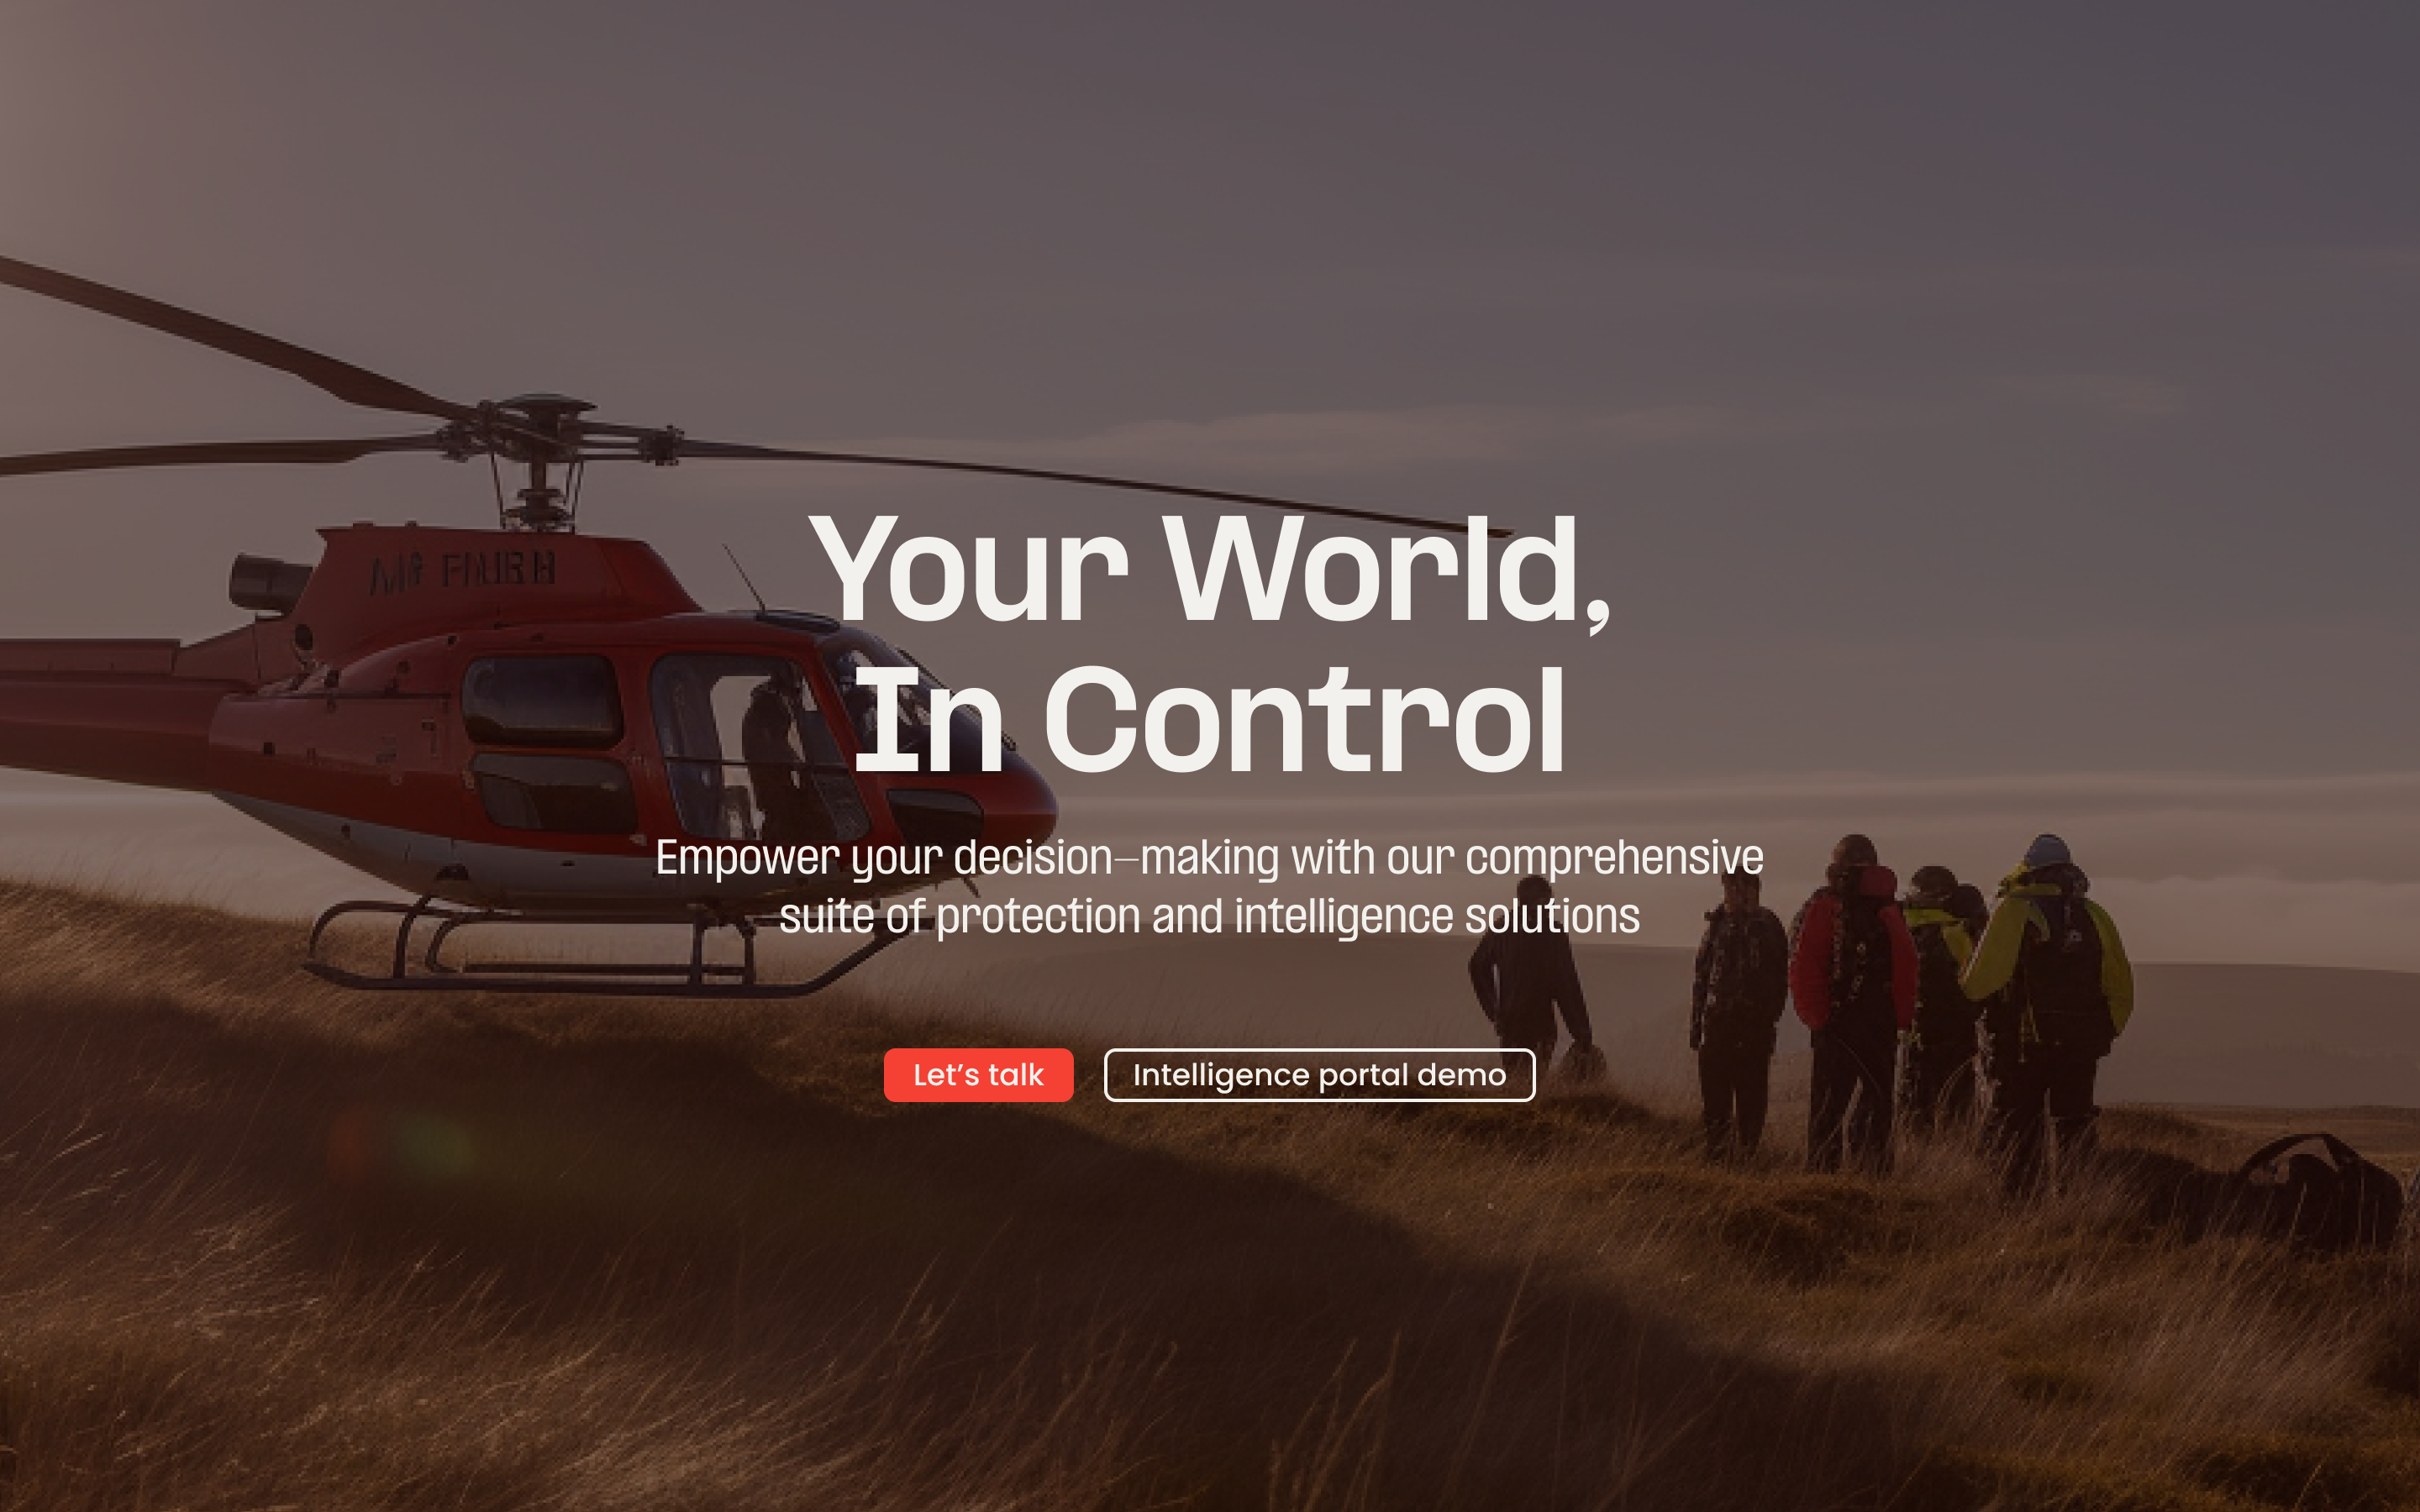 Your World,
In Control
Empower your decision-making with our comprehensive
suite of protection and intelligence solutions
Let’s talk
Intelligence portal demo